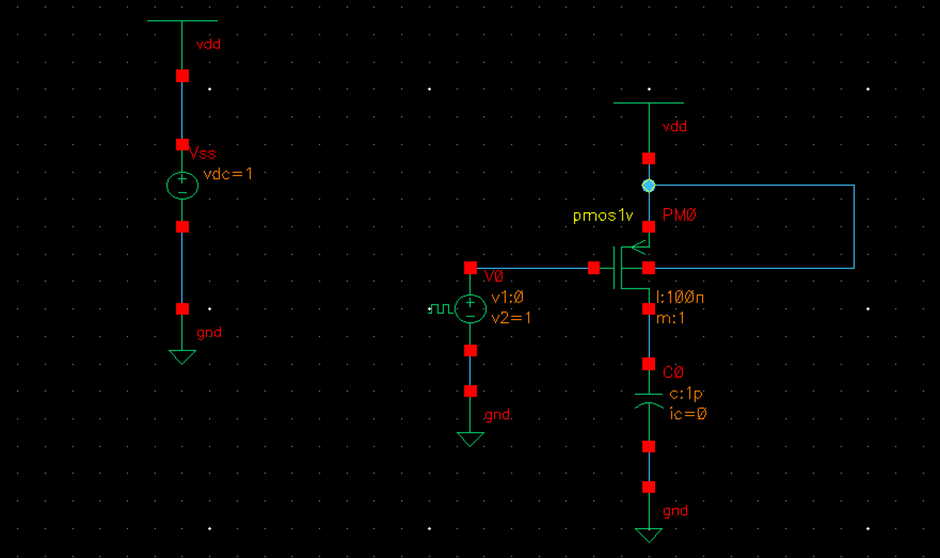 vdd
Vss
vdc=1
gnd
vdd
pmos1v
PM0
V0
v1:0
v2=1
gnd
l:100n
m:1
C0
c:1p
ic=0
gnd